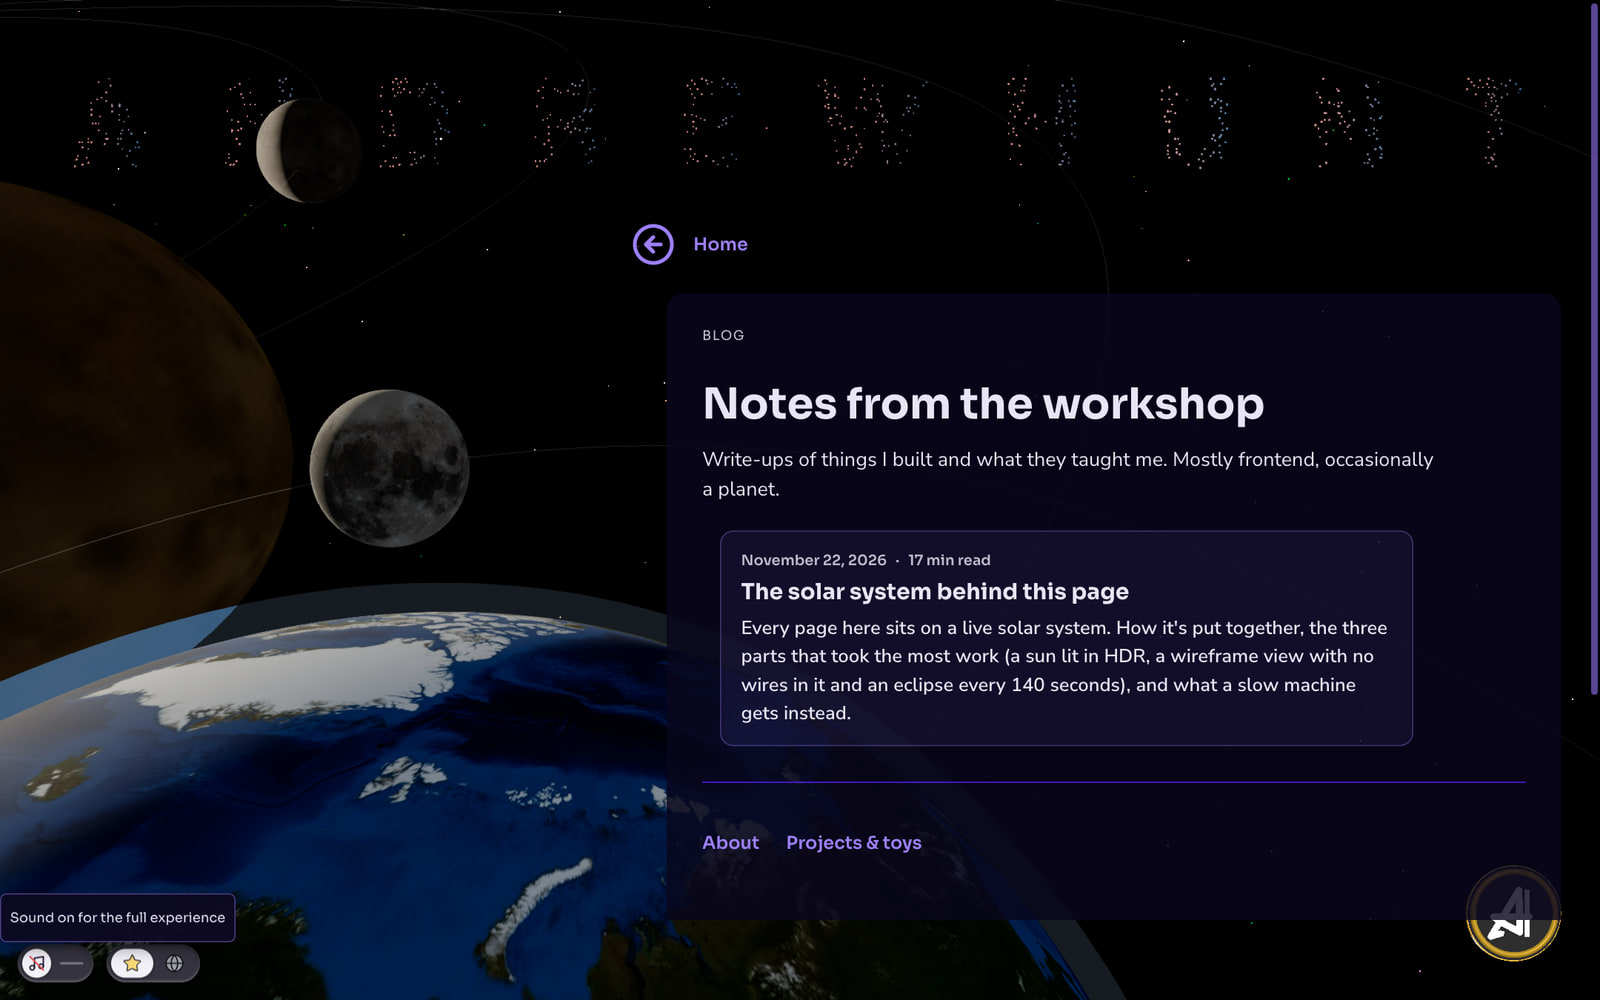 ANDREW HUNT
Home
BLOG
Notes from the workshop
Write-ups of things I built and what they taught me. Mostly frontend, occasionally
a planet.
November 22, 2026 · 17 min read
The solar system behind this page
Every page here sits on a live solar system. How it's put together, the three
parts that took the most work (a sun lit in HDR, a wireframe view with no
wires in it and an eclipse every 140 seconds), and what a slow machine
gets instead.
About Projects & toys
Sound on for the full experience